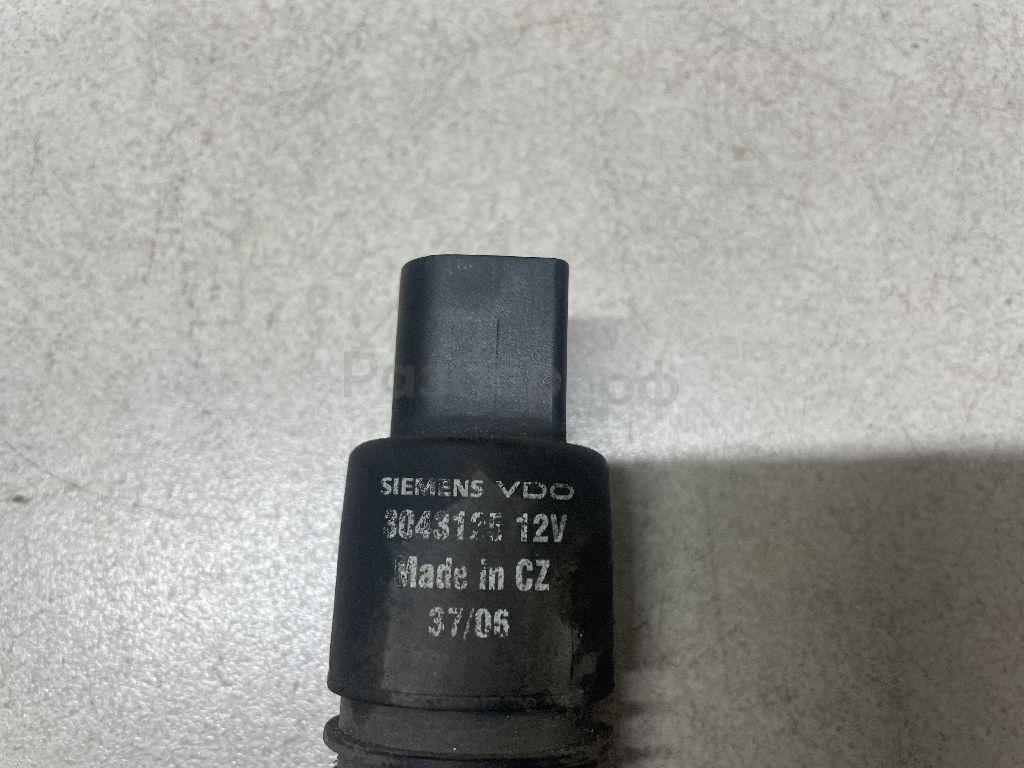 SIEMENS VDO
3043125 12V
Made in CZ
37/06